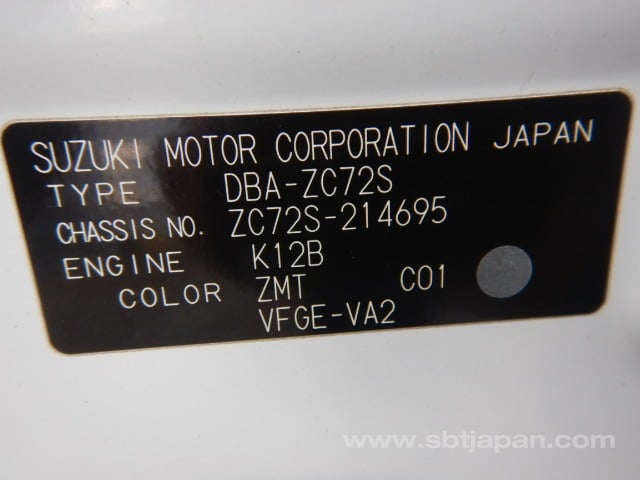 SUZUKI MOTOR CORPORATION JAPAN
TYPE DBA-ZC72S
CHASSIS NO. ZC72S-214695
ENGINE K12B
COLOR ZMT C01
VFGE-VA2
www.sbtjapan.com